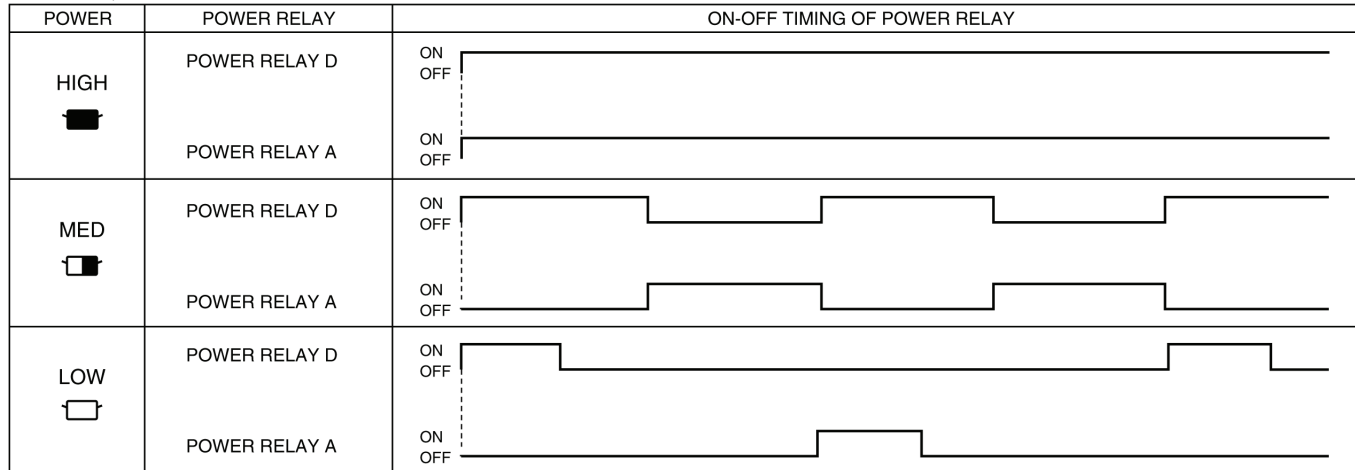 POWER POWER RELAY ON-OFF TIMING OF POWER RELAY
HIGH
POWER RELAY D
ON
OFF
POWER RELAY A
ON
OFF
MED
POWER RELAY D
ON
OFF
POWER RELAY A
ON
OFF
LOW
POWER RELAY D
ON
OFF
POWER RELAY A
ON
OFF